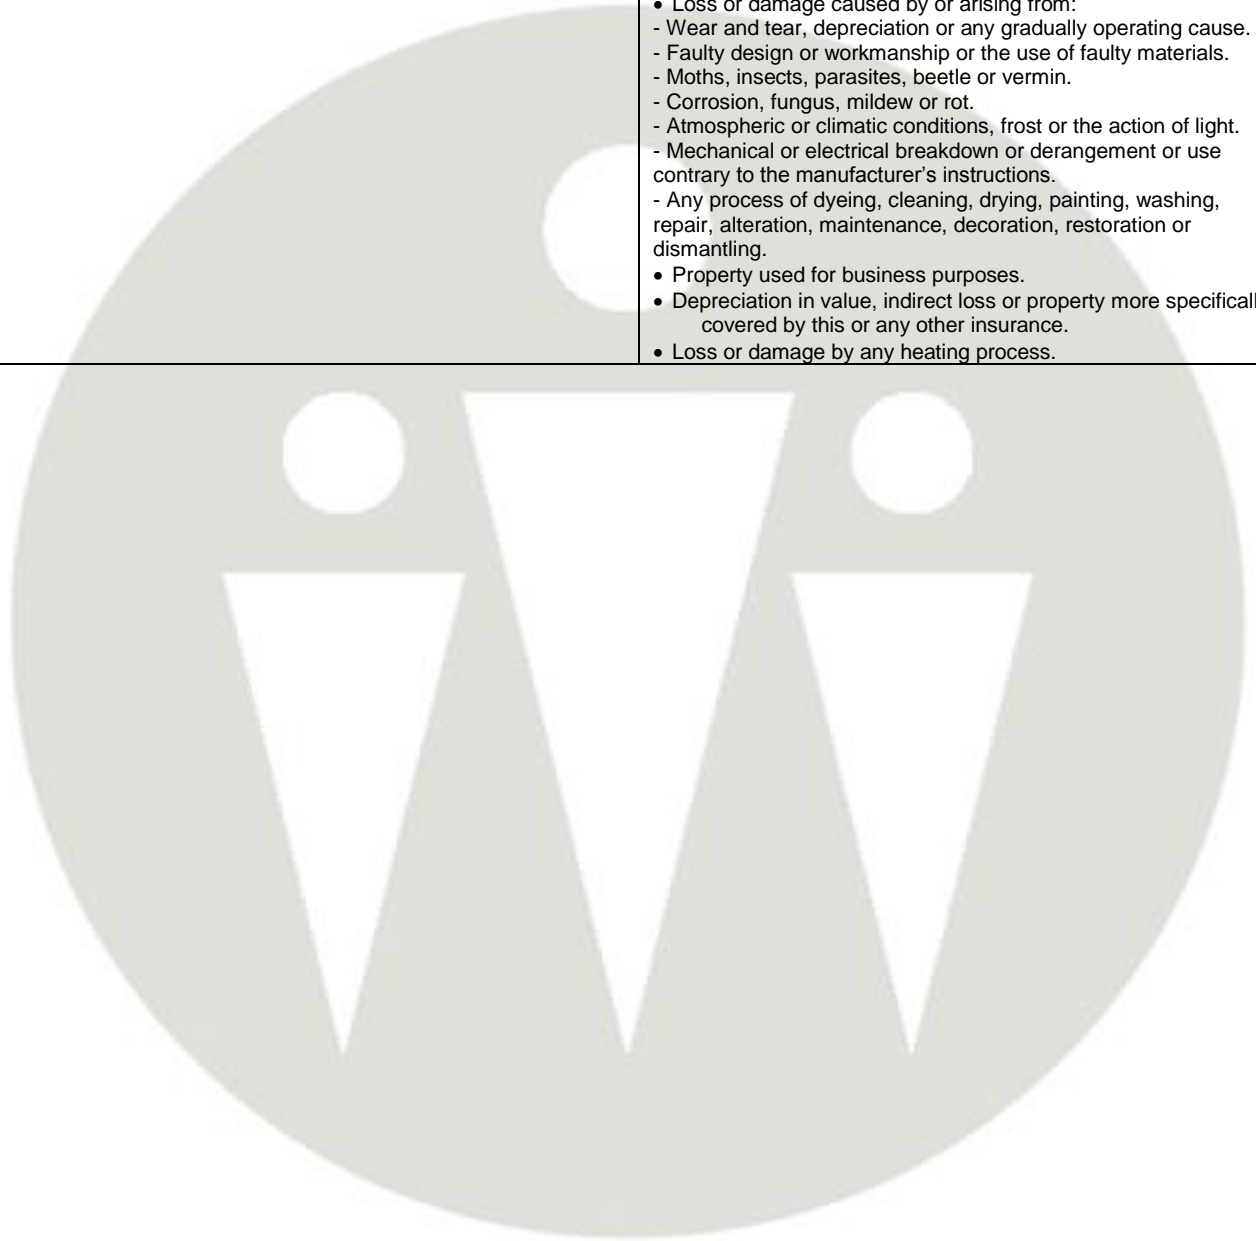 • Loss or damage caused by or arising from:
- Wear and tear, depreciation or any gradually operating cause.
- Faulty design or workmanship or the use of faulty materials.
- Moths, insects, parasites, beetle or vermin.
- Corrosion, fungus, mildew or rot.
- Atmospheric or climatic conditions, frost or the action of light.
- Mechanical or electrical breakdown or derangement or use
contrary to the manufacturer's instructions.
- Any process of dyeing, cleaning, drying, painting, washing,
repair, alteration, maintenance, decoration, restoration or
dismantling.
• Property used for business purposes.
• Depreciation in value, indirect loss or property more specificall
covered by this or any other insurance.
• Loss or damage by any heating process.